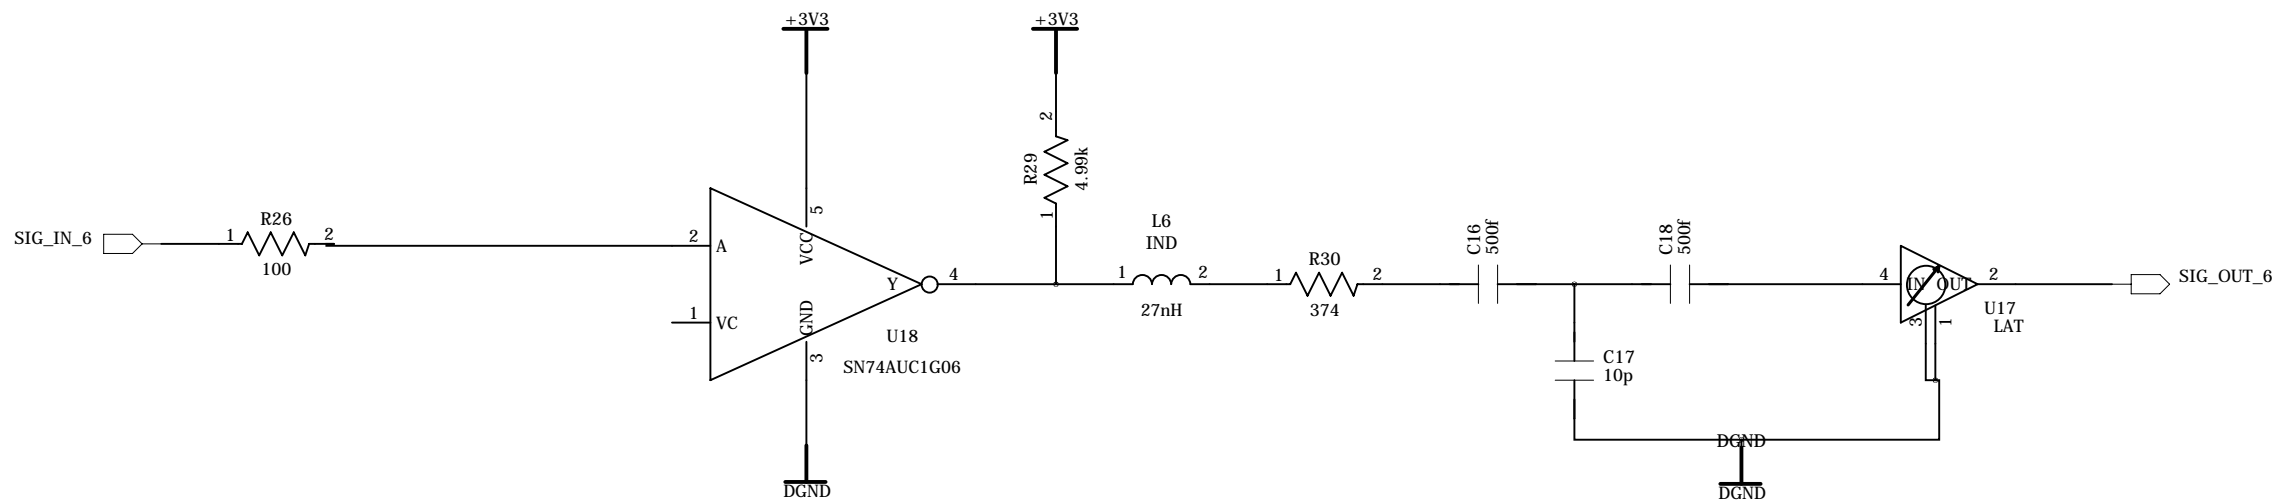 +3V3
+3V3
2
R29
4.99k
1
SIG_IN_6
1
R26
2
100
2
A
5
VCC
Y
4
1
VC
GND
3
U18
SN74AUC1G06
DGND
L6
IND
1
2
27nH
1
R30
2
374
C16
500f
C18
500f
C17
10p
4
IN
OUT
2
3
1
U17
LAT
SIG_OUT_6
DGND
DGND